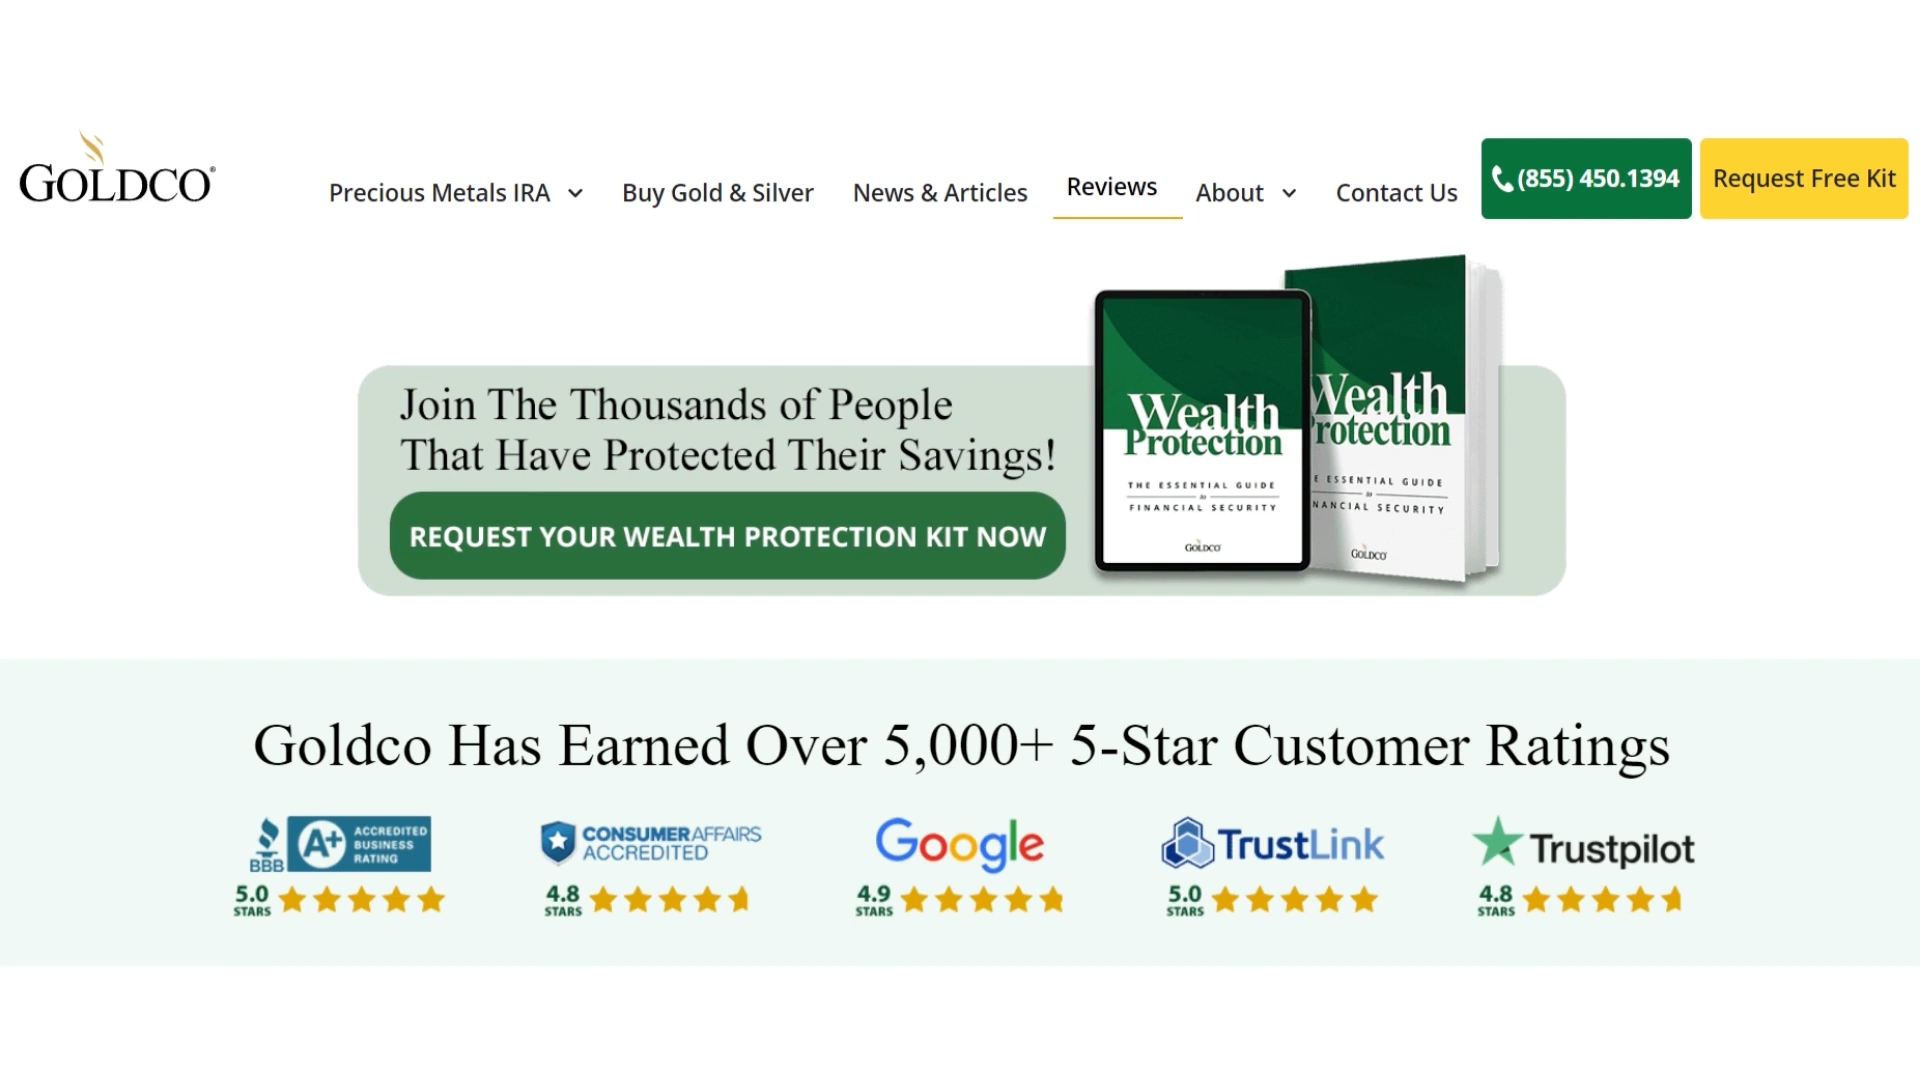 GOLDCO®
Precious Metals IRA
Buy Gold & Silver
News & Articles
Reviews
About
Contact Us
(855) 450.1394
Request Free Kit
Join The Thousands of People
That Have Protected Their Savings!
REQUEST YOUR WEALTH PROTECTION KIT NOW
Wealth
Protection
THE ESSENTIAL GUIDE
to
FINANCIAL SECURITY
GOLDCO
Wealth
Protection
E ESSENTIAL GUIDE
to
NANCIAL SECURITY
GOLDCO
Goldco Has Earned Over 5,000+ 5-Star Customer Ratings
BBB A+ ACCREDITED
BUSINESS
RATING
5.0
STARS
CONSUMERAFFAIRS
ACCREDITED
4.8
STARS
Google
4.9
STARS
TrustLink
5.0
STARS
Trustpilot
4.8
STARS